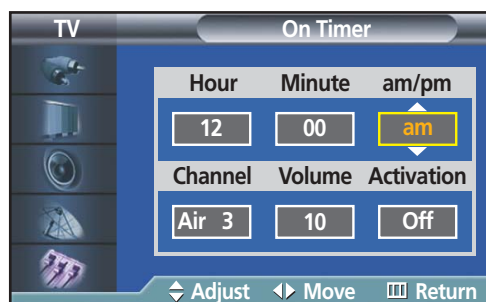 TV On Timer
Hour Minute am/pm
12 00 am
Channel Volume Activation
Air 3 10 Off
Adjust Move Return